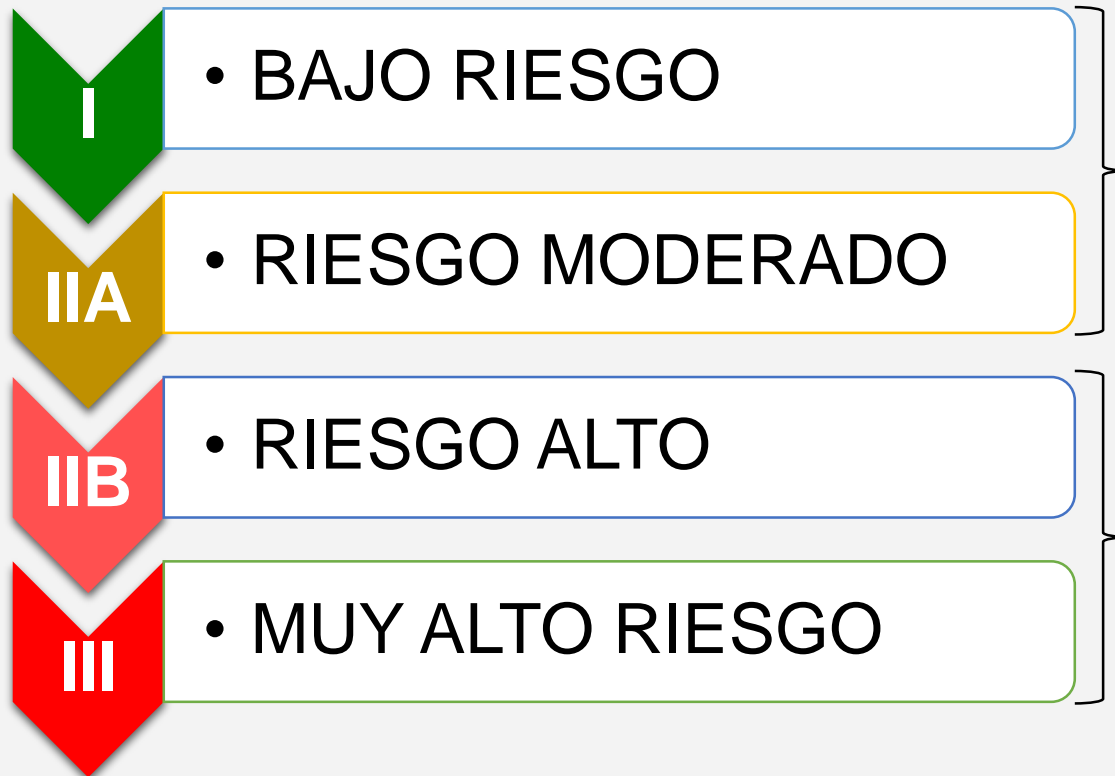 I
• BAJO RIESGO
IIA
• RIESGO MODERADO
IIB
• RIESGO ALTO
III
• MUY ALTO RIESGO